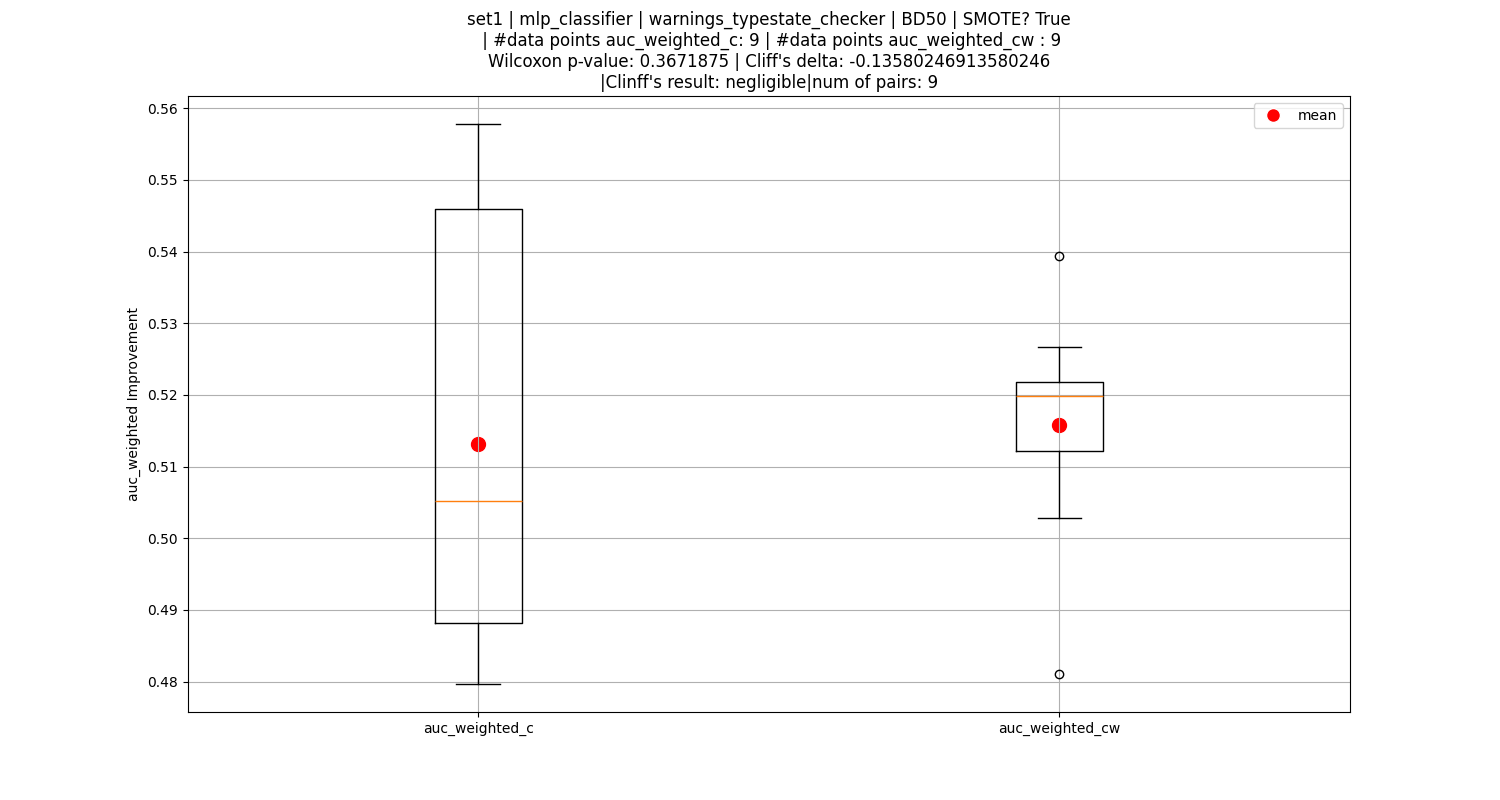 set1 | mlp_classifier | warnings_typestate_checker | BD50 | SMOTE? True
| #data points auc_weighted_c: 9 | #data points auc_weighted_cw : 9
Wilcoxon p-value: 0.3671875 | Cliff's delta: -0.13580246913580246
|Clinff's result: negligible|num of pairs: 9
mean
0.56
0.55
0.54
0.53
0.52
0.51
0.50
0.49
0.48
auc_weighted Improvement
auc_weighted_c
auc_weighted_cw